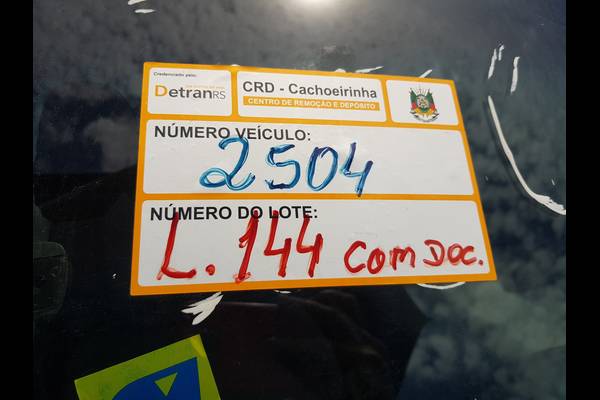 Credenciado pelo:
DetranRS
CRD - Cachoeirinha
CENTRO DE REMOÇÃO E DEPÓSITO
NÚMERO VEÍCULO:
2504
NÚMERO DO LOTE:
L. 144 COM DOC.